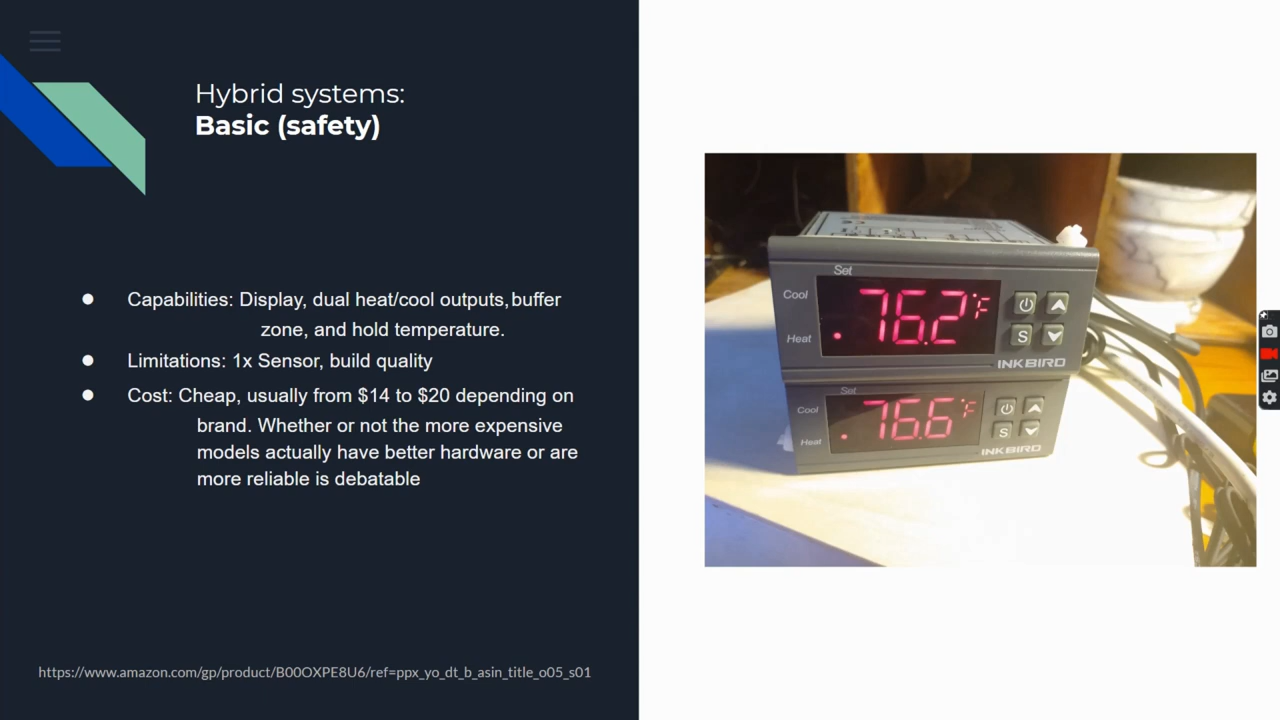 Hybrid systems:
Basic (safety)
● Capabilities: Display, dual heat/cool outputs, buffer
zone, and hold temperature.
● Limitations: 1x Sensor, build quality
● Cost: Cheap, usually from $14 to $20 depending on
brand. Whether or not the more expensive
models actually have better hardware or are
more reliable is debatable
https://www.amazon.com/gp/product/B00OXPE8U6/ref=ppx_yo_dt_b_asin_title_o05_s01
Set
Cool
76.2°F
Heat
S
INKBIRD
Set
Cool
76.6°F
Heat
S
INKBIRD